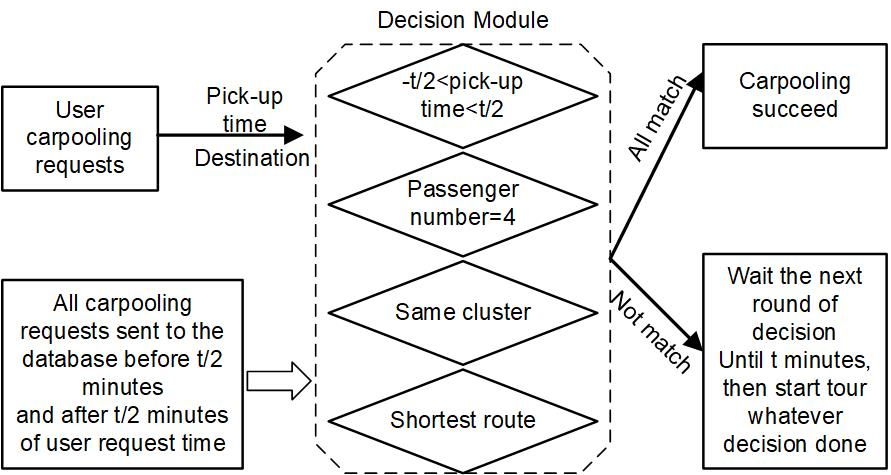 Decision Module
User
carpooling
requests
Pick-up
time
Destination
-t/2<pick-up
time<t/2
Passenger
number=4
Same cluster
Shortest route
All carpooling
requests sent to the
database before t/2
minutes
and after t/2 minutes
of user request time
All match
Not match
Carpooling
succeed
Wait the next
round of
decision
Until t minutes,
then start tour
whatever
decision done